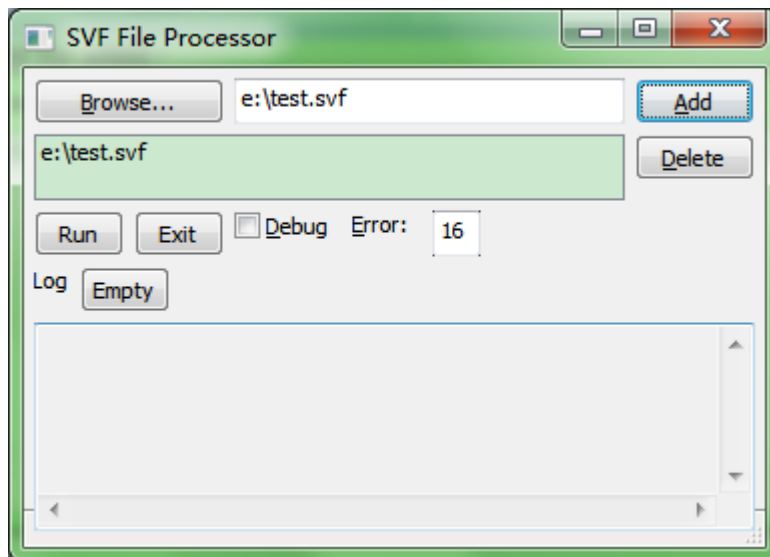 SVF File Processor
Browse... e:\test.svf Add
e:\test.svf Delete
Run Exit Debug Error: 16
Log Empty